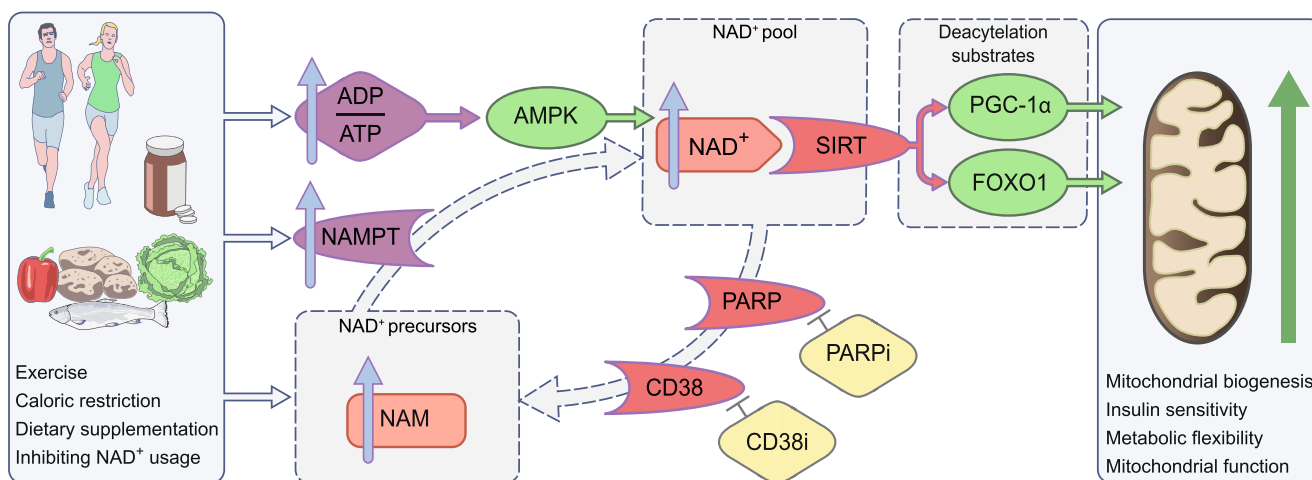 Exercise
Caloric restriction
Dietary supplementation
Inhibiting NAD⁺ usage
ADP
ATP
AMPK
NAMPT
NAD⁺ precursors
NAM
NAD⁺ pool
NAD⁺
SIRT
PARP
PARPi
CD38
CD38i
Deacytelation
substrates
PGC-1α
FOXO1
Mitochondrial biogenesis
Insulin sensitivity
Metabolic flexibility
Mitochondrial function